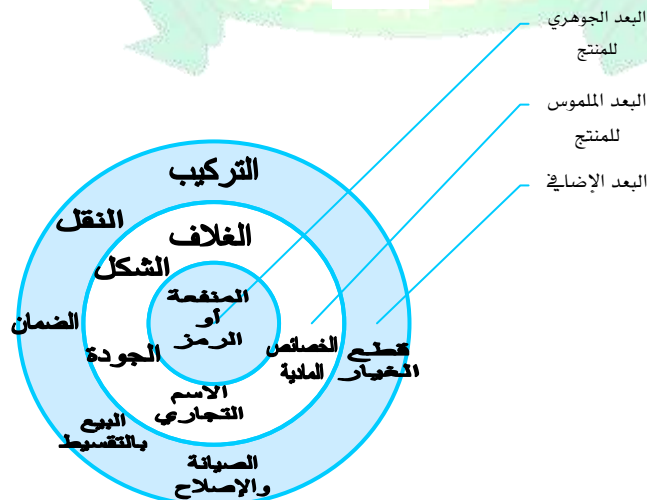 البعد الجوهري
للمنتج
البعد الملموس
للمنتج
البعد الإضافي
التركيب
النقل
الغلاف
الشكل
المنفعة
أو
الرمز
الضمان
الجودة
الخصائص
المادية
قطع
الغيار
الاسم
التجاري
البيع
بالتقسيط
الصيانة
والإصلاح